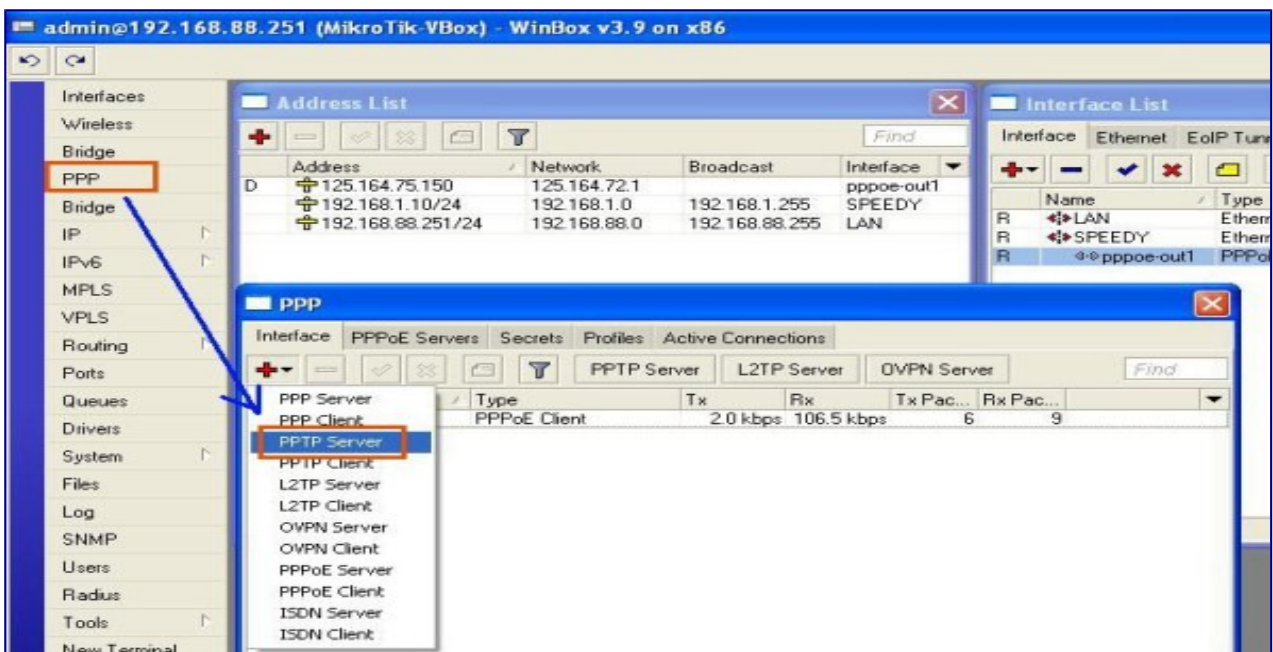 admin@192.168.88.251 (MikroTik-VBox) - WinBox v3.9 on x86
Interfaces
Wireless
Bridge
PPP
Bridge
IP
IPv6
MPLS
VPLS
Routing
Ports
Queues
Drivers
System
Files
Log
SNMP
Users
Radius
Tools
New Terminal
Address List
Find
Address Network Broadcast Interface
D 125.164.75.150 125.164.72.1 pppoe-out1
192.168.1.10/24 192.168.1.0 192.168.1.255 SPEEDY
192.168.88.251/24 192.168.88.0 192.168.88.255 LAN
Interface List
Interface Ethernet EoIP Tunn
Name Type
R LAN Ethern
R SPEEDY Ethern
R pppoe-out1 PPPoE
PPP
Interface PPPoE Servers Secrets Profiles Active Connections
PPTP Server L2TP Server OVPN Server Find
Type Tx Rx Tx Pac... Rx Pac...
PPPoE Client 2.0 kbps 106.5 kbps 6 9
PPP Server
PPP Client
PPTP Server
PPTP Client
L2TP Server
L2TP Client
OVPN Server
OVPN Client
PPPoE Server
PPPoE Client
ISDN Server
ISDN Client